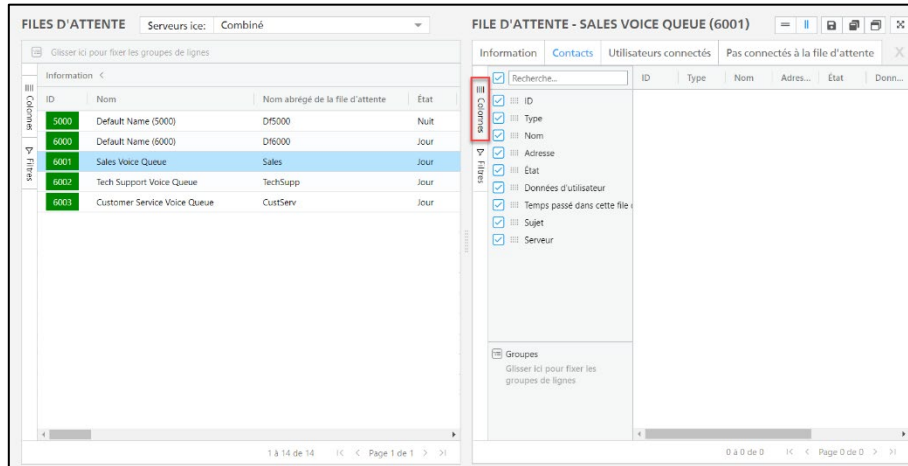 FILES D'ATTENTE Serveurs ice: Combiné
Glisser ici pour fixer les groupes de lignes
Information <
Colonnes
Filtres
ID Nom Nom abrégé de la file d'attente État
5000 Default Name (5000) Df5000 Nuit
6000 Default Name (6000) Df6000 Jour
6001 Sales Voice Queue Sales Jour
6002 Tech Support Voice Queue TechSupp Jour
6003 Customer Service Voice Queue CustServ Jour
1 à 14 de 14 Page 1 de 1
FILE D'ATTENTE - SALES VOICE QUEUE (6001)
Information Contacts Utilisateurs connectés Pas connectés à la file d'attente X
Colonnes
Filtres
Recherche...
ID Type Nom Adres... État Donn...
ID
Type
Nom
Adresse
État
Données d'utilisateur
Temps passé dans cette file
Sujet
Serveur
Groupes
Glisser ici pour fixer les
groupes de lignes
0 à 0 de 0 Page 0 de 0